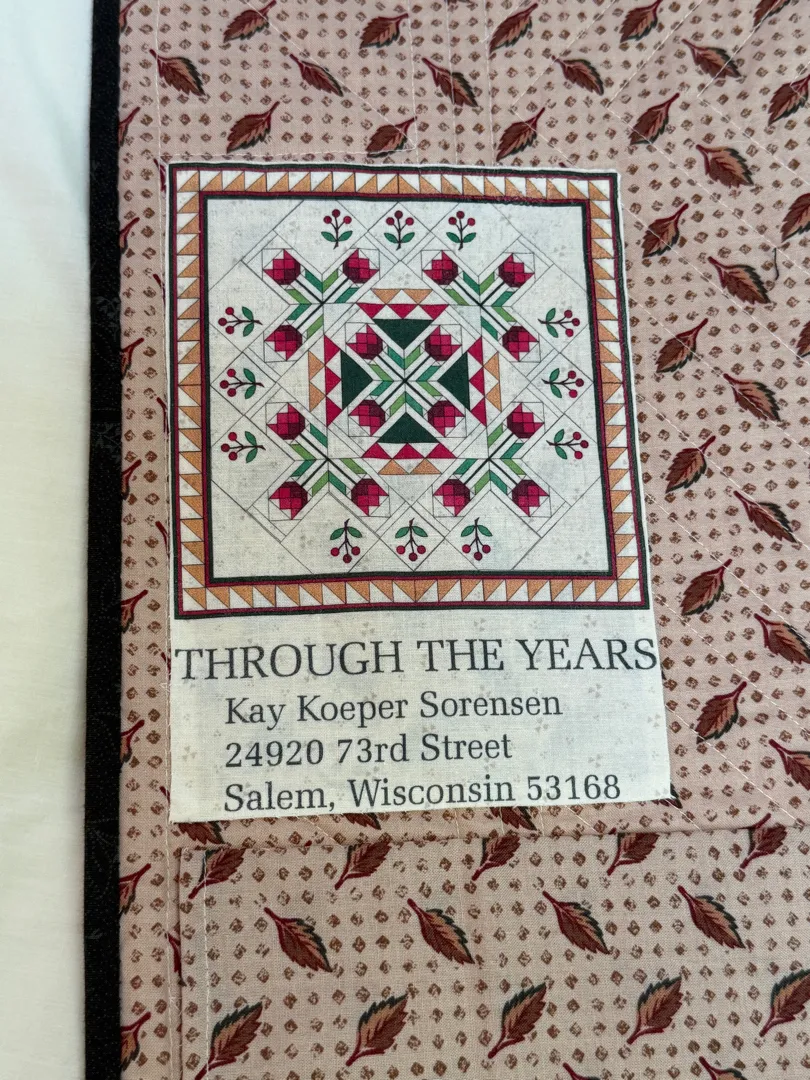 THROUGH THE YEARS
Kay Koeper Sorensen
24920 73rd Street
Salem, Wisconsin 53168